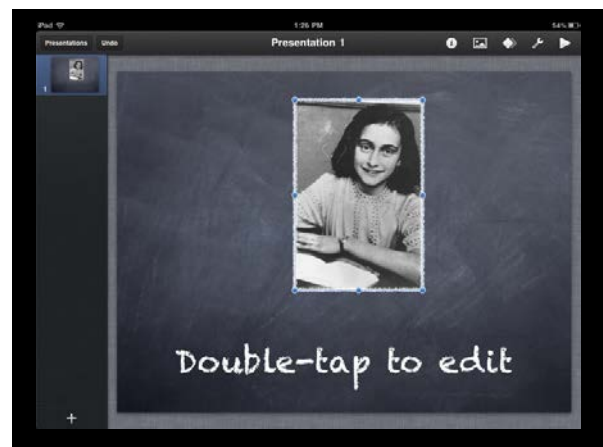 iPad 1:26 PM 54%
Presentations Undo Presentation 1
1
Double-tap to edit